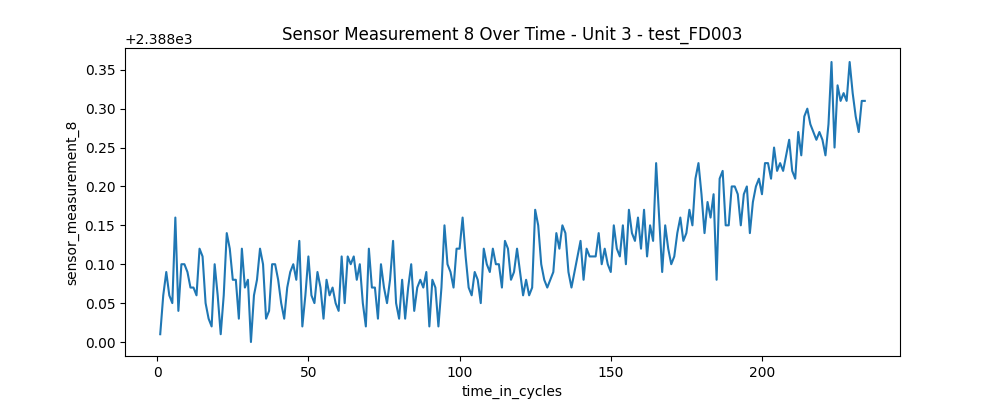 Sensor Measurement 8 Over Time - Unit 3 - test_FD003
+2.388e3
0.35
0.30
0.25
0.20
0.15
0.10
0.05
0.00
sensor_measurement_8
0 50 100 150 200
time_in_cycles